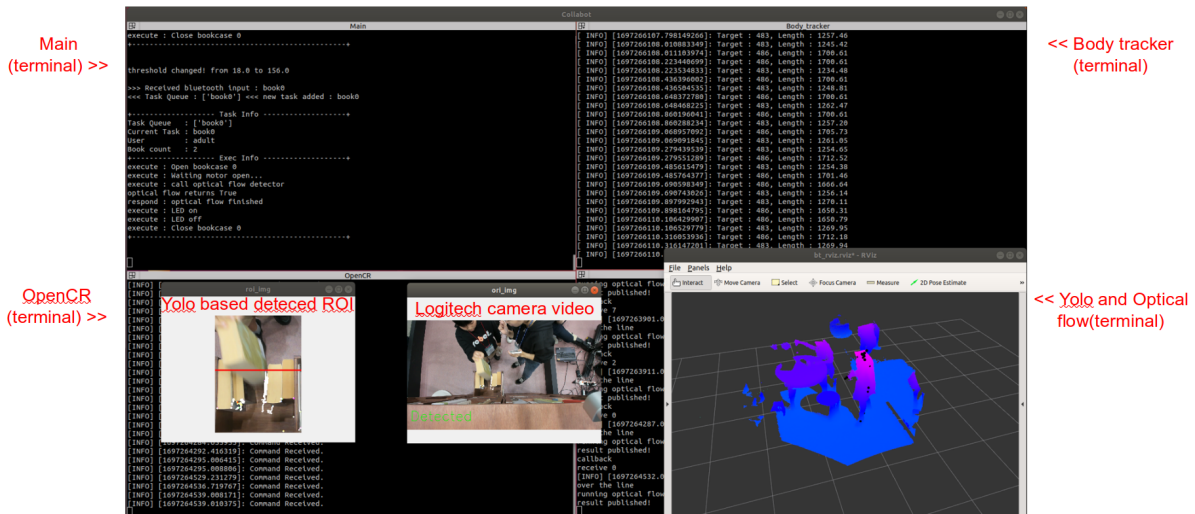 Collabot
Main
(terminal) >>
Main
execute : Close bookcase 0
+------------------------------------------------+
threshold changed! from 18.0 to 156.0
>>> Received bluetooth input : book0
<<< Task Queue : ['book0'] <<< new task added : book0
+------------------- Task Info -------------------+
Task Queue : ['book0']
Current Task : book0
User : adult
Book count : 2
+------------------- Exec Info -------------------+
execute : Open bookcase 0
execute : Waiting motor open...
execute : call optical flow detector
optical flow returns True
respond : optical flow finished
execute : LED on
execute : LED off
execute : Close bookcase 0
+------------------------------------------------+
Body_tracker
[ INFO] [1697266107.798149266]: Target : 483, Length : 1257.46
[ INFO] [1697266108.010883349]: Target : 483, Length : 1245.42
[ INFO] [1697266108.011103974]: Target : 486, Length : 1700.61
[ INFO] [1697266108.223440699]: Target : 486, Length : 1700.61
[ INFO] [1697266108.223534833]: Target : 483, Length : 1234.48
[ INFO] [1697266108.436396002]: Target : 486, Length : 1700.61
[ INFO] [1697266108.436504535]: Target : 483, Length : 1248.81
[ INFO] [1697266108.648372780]: Target : 486, Length : 1700.61
[ INFO] [1697266108.648468225]: Target : 483, Length : 1262.47
[ INFO] [1697266108.860196041]: Target : 486, Length : 1700.61
[ INFO] [1697266108.860288234]: Target : 483, Length : 1257.20
[ INFO] [1697266109.068957092]: Target : 486, Length : 1705.73
[ INFO] [1697266109.069091845]: Target : 483, Length : 1261.05
[ INFO] [1697266109.279439539]: Target : 483, Length : 1254.65
[ INFO] [1697266109.279551289]: Target : 486, Length : 1712.52
[ INFO] [1697266109.485615479]: Target : 483, Length : 1254.38
[ INFO] [1697266109.485764377]: Target : 486, Length : 1701.46
[ INFO] [1697266109.690598349]: Target : 486, Length : 1666.64
[ INFO] [1697266109.690743026]: Target : 483, Length : 1256.14
[ INFO] [1697266109.897992943]: Target : 483, Length : 1270.11
[ INFO] [1697266109.898164795]: Target : 486, Length : 1650.31
[ INFO] [1697266110.106429907]: Target : 486, Length : 1650.79
[ INFO] [1697266110.106529779]: Target : 483, Length : 1269.95
[ INFO] [1697266110.316053936]: Target : 486, Length : 1712.18
[ INFO] [1697266110.316147201]: Target : 483, Length : 1269.94
[ INFO] [1697266110.
<< Body tracker
(terminal)
OpenCR
(terminal) >>
OpenCR
[INFO] [
roi_img
Yolo based deteced ROI
ori_img
Logitech camera video
robot
Detected
[INFO] [1697264292.416319]: Command Received.
[INFO] [1697264295.006415]: Command Received.
[INFO] [1697264295.008806]: Command Received.
[INFO] [1697264529.231279]: Command Received.
[INFO] [1697264536.719767]: Command Received.
[INFO] [1697264539.008171]: Command Received.
[INFO] [1697264539.010375]: Command Received.
running optical flow
result published!
callback
receive 0
[INFO] [1697264532.0
over the line
running optical flow
result published!
bt_rviz.rviz* - RViz
File Panels Help
Interact Move Camera Select Focus Camera Measure 2D Pose Estimate »
<< Yolo and Optical
flow(terminal)